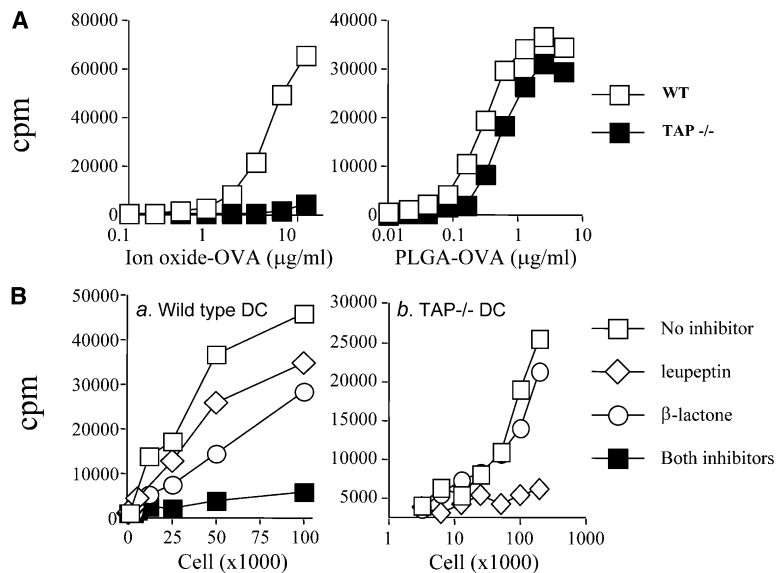 A
80000
60000
40000
20000
0
cpm
0.1
1
10
Ion oxide-OVA (μg/ml)
40000
30000
20000
10000
0
0.01
0.1
1
10
PLGA-OVA (μg/ml)
WT
TAP -/-
B
a. Wild type DC
50000
40000
30000
20000
10000
0
cpm
0
25
50
75
100
Cell (x1000)
b. TAP-/- DC
30000
25000
20000
15000
10000
5000
1
10
100
1000
Cell (x1000)
No inhibitor
leupeptin
β-lactone
Both inhibitors